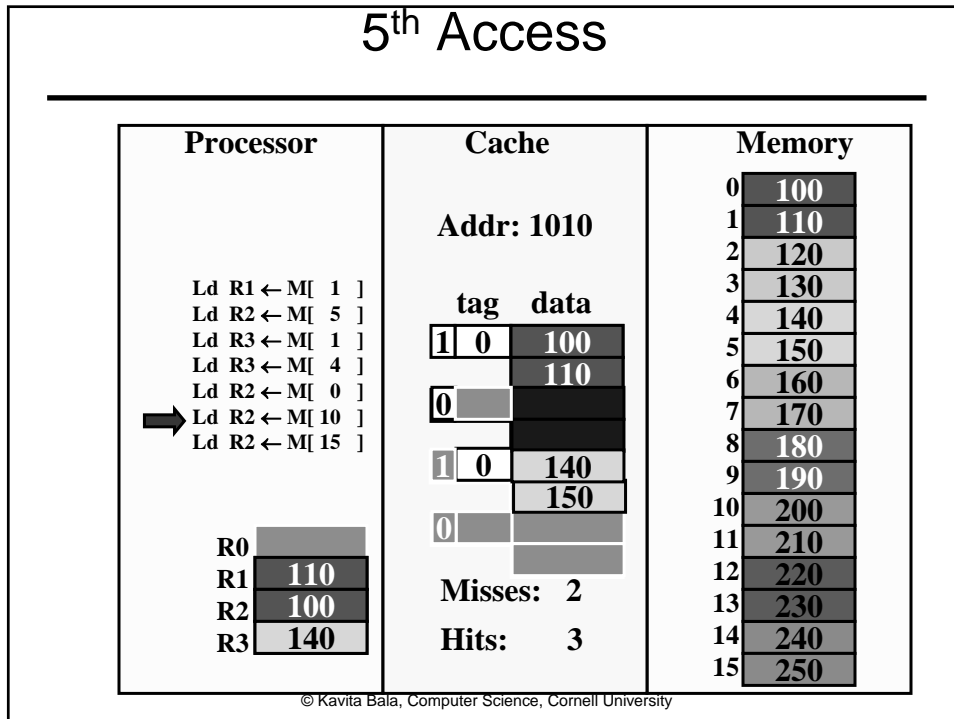 5th Access
Processor
Ld R1 ← M[ 1 ]
Ld R2 ← M[ 5 ]
Ld R3 ← M[ 1 ]
Ld R3 ← M[ 4 ]
Ld R2 ← M[ 0 ]
Ld R2 ← M[ 10 ]
Ld R2 ← M[ 15 ]
R0
R1 110
R2 100
R3 140
Cache
Addr: 1010
tag data
1 0 100
110
0
1 0 140
150
0
Misses: 2
Hits: 3
Memory
0 100
1 110
2 120
3 130
4 140
5 150
6 160
7 170
8 180
9 190
10 200
11 210
12 220
13 230
14 240
15 250
© Kavita Bala, Computer Science, Cornell University